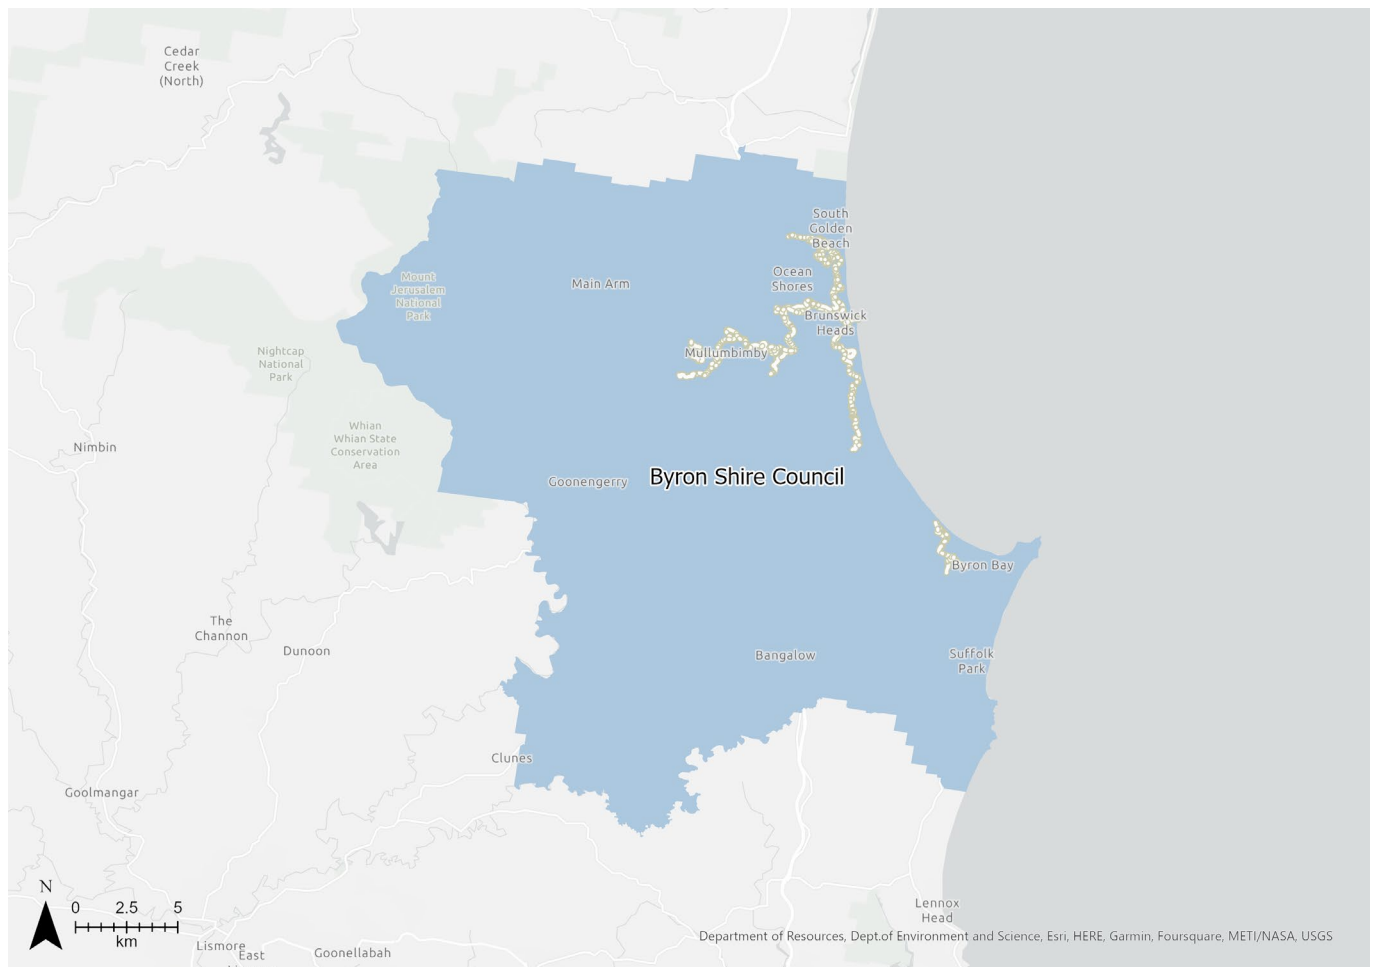 Cedar
Creek
(North)
South
Golden
Beach
Ocean
Shores
Main Arm
Mount
Jerusalem
National
Park
Brunswick
Heads
Mullumbimby
Nightcap
National
Park
Whian
Whian State
Conservation
Area
Nimbin
Goonengerry
Byron Shire Council
Byron Bay
The
Channon
Dunoon
Bangalow
Suffolk
Park
Clunes
Goolmangar
N
0 2.5 5
km
Lennox
Head
Lismore
East
Goonellabah
Department of Resources, Dept.of Environment and Science, Esri, HERE, Garmin, Foursquare, METI/NASA, USGS